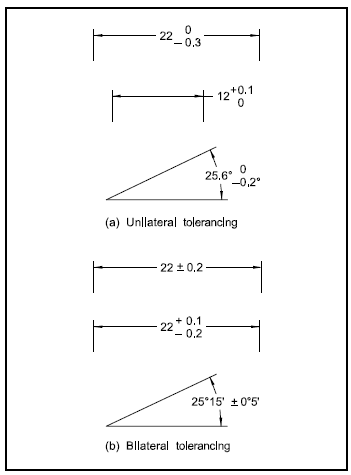 22 0
– 0.3
12 +0.1
0
25.6° 0
–0.2°
(a) Unilateral tolerancing
22 ± 0.2
22 + 0.1
– 0.2
25°15' ± 0°5'
(b) Bilateral tolerancing